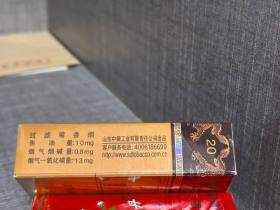 过滤嘴香烟
焦油量:10mg
烟气烟碱量:0.8mg
烟气一氧化碳量:13mg
山东中烟工业有限责任公司出品
客户服务电话:4006186699
www.sdtobacco.com.cn
20